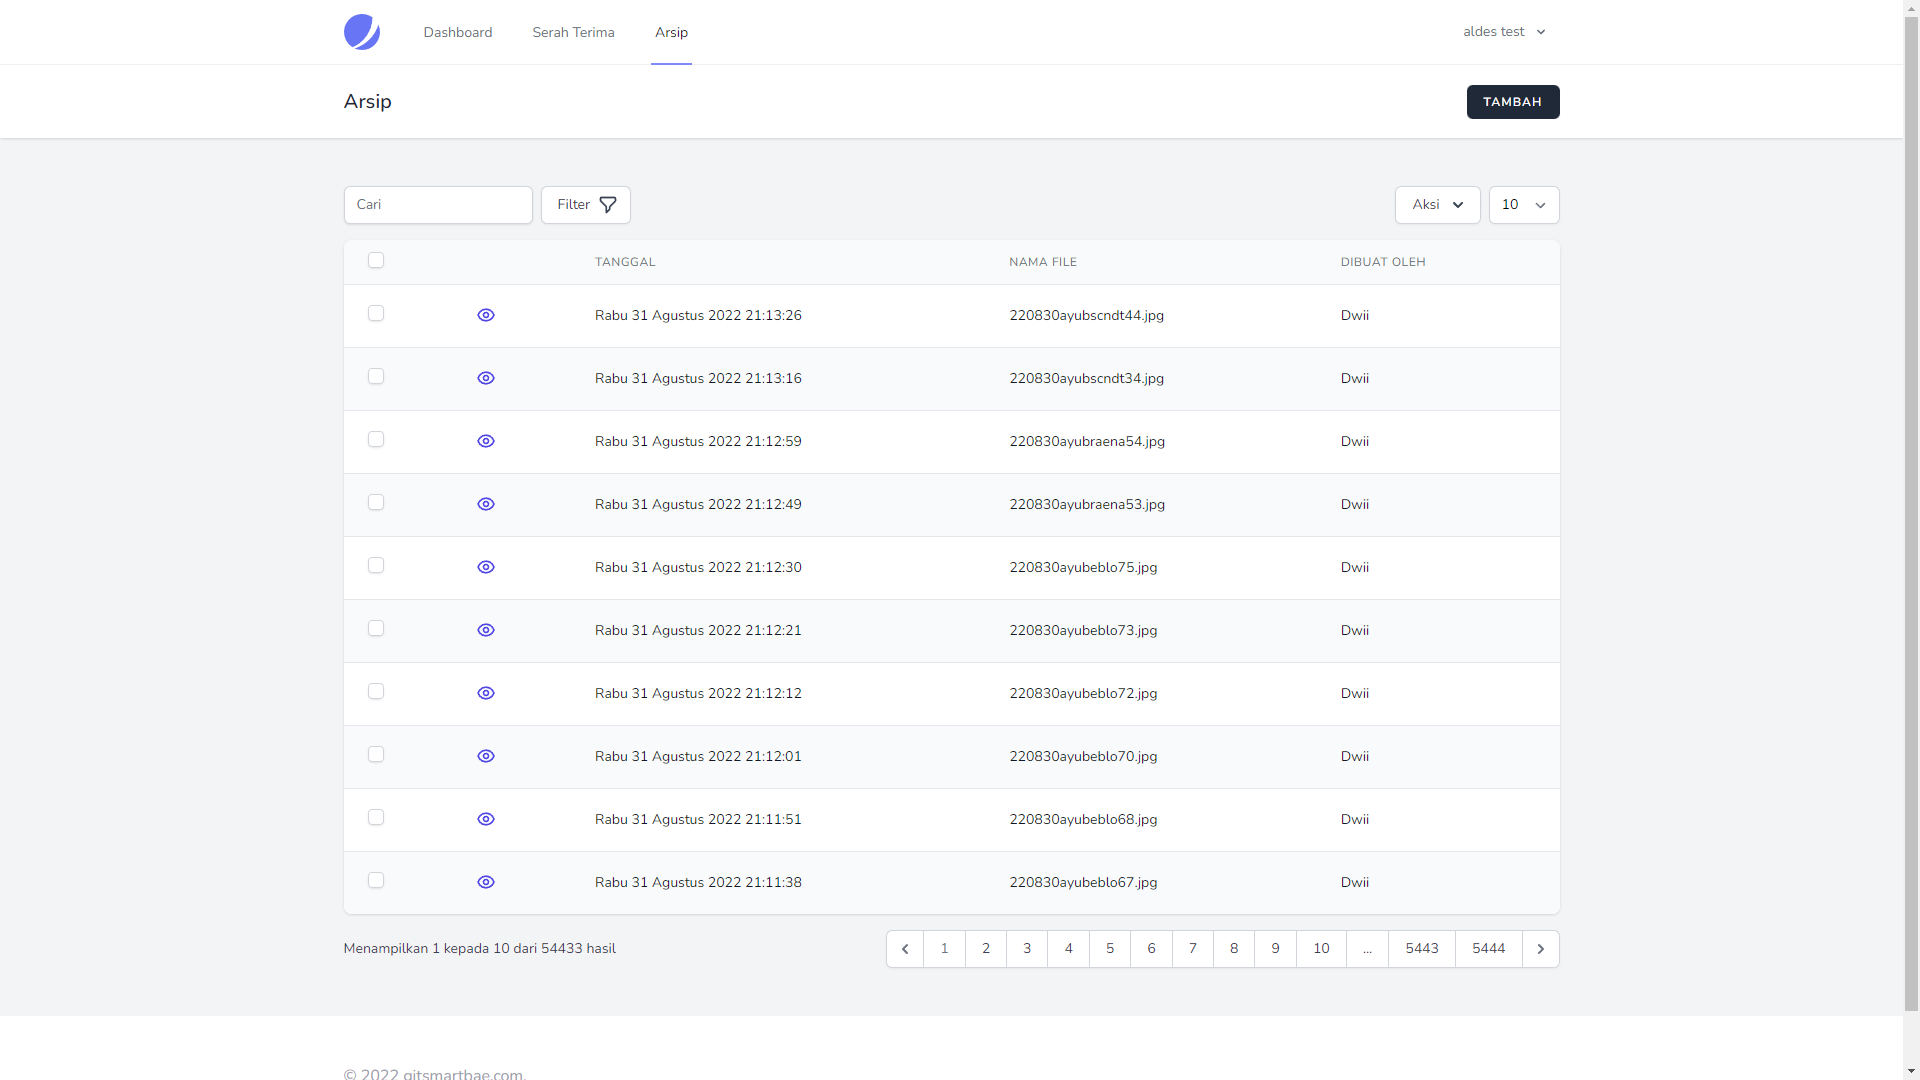 Dashboard Serah Terima Arsip aldes test
Arsip TAMBAH
Cari Filter Aksi 10
TANGGAL NAMA FILE DIBUAT OLEH
Rabu 31 Agustus 2022 21:13:26 220830ayubscndt44.jpg Dwii
Rabu 31 Agustus 2022 21:13:16 220830ayubscndt34.jpg Dwii
Rabu 31 Agustus 2022 21:12:59 220830ayubraena54.jpg Dwii
Rabu 31 Agustus 2022 21:12:49 220830ayubraena53.jpg Dwii
Rabu 31 Agustus 2022 21:12:30 220830ayubeblo75.jpg Dwii
Rabu 31 Agustus 2022 21:12:21 220830ayubeblo73.jpg Dwii
Rabu 31 Agustus 2022 21:12:12 220830ayubeblo72.jpg Dwii
Rabu 31 Agustus 2022 21:12:01 220830ayubeblo70.jpg Dwii
Rabu 31 Agustus 2022 21:11:51 220830ayubeblo68.jpg Dwii
Rabu 31 Agustus 2022 21:11:38 220830ayubeblo67.jpg Dwii
Menampilkan 1 kepada 10 dari 54433 hasil 1 2 3 4 5 6 7 8 9 10 ... 5443 5444
© 2022 gitsmartbae.com.